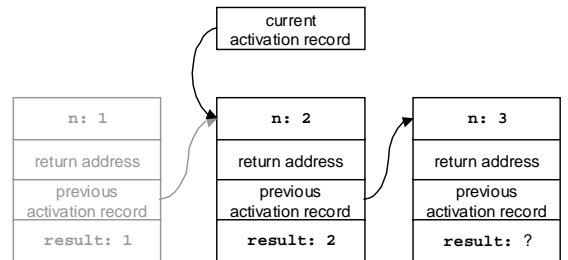 current
activation record
n: 1
return address
previous
activation record
result: 1
n: 2
return address
previous
activation record
result: 2
n: 3
return address
previous
activation record
result: ?